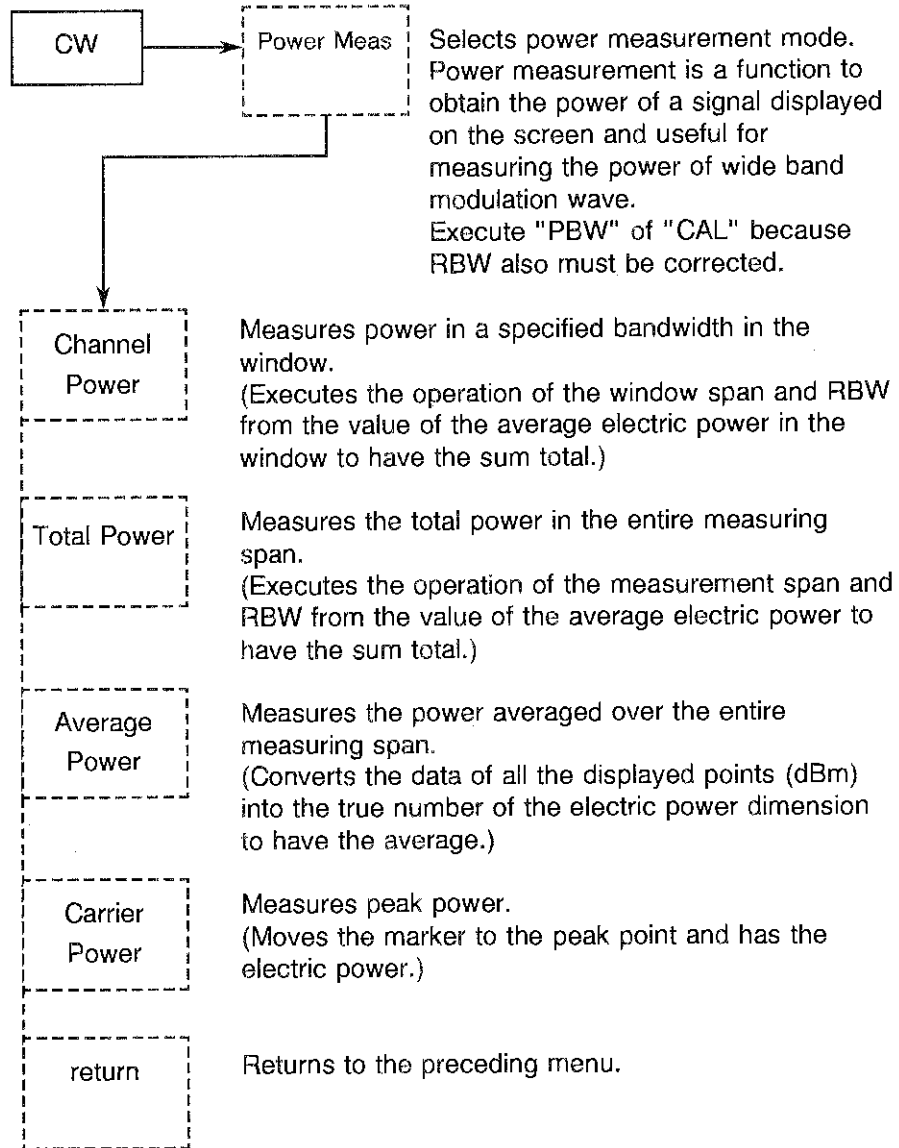 CW
Power Meas
Selects power measurement mode.
Power measurement is a function to
obtain the power of a signal displayed
on the screen and useful for
measuring the power of wide band
modulation wave.
Execute "PBW" of "CAL" because
RBW also must be corrected.
Channel
Power
Measures power in a specified bandwidth in the
window.
(Executes the operation of the window span and RBW
from the value of the average electric power in the
window to have the sum total.)
Total Power
Measures the total power in the entire measuring
span.
(Executes the operation of the measurement span and
RBW from the value of the average electric power to
have the sum total.)
Average
Power
Measures the power averaged over the entire
measuring span.
(Converts the data of all the displayed points (dBm)
into the true number of the electric power dimension
to have the average.)
Carrier
Power
Measures peak power.
(Moves the marker to the peak point and has the
electric power.)
return
Returns to the preceding menu.